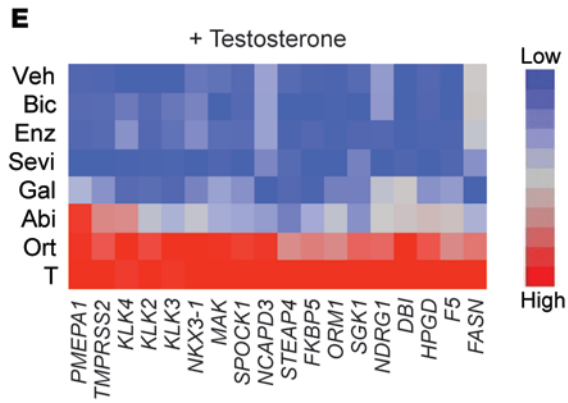 E
+ Testosterone
Low
Veh
Bic
Enz
Sevi
Gal
Abi
Ort
T
High
PMEPA1
TMPRSS2
KLK4
KLK2
KLK3
NKX3-1
MAK
SPOCK1
NCAPD3
STEAP4
FKBP5
ORM1
SGK1
NDRG1
DBI
HPGD
F5
FASN